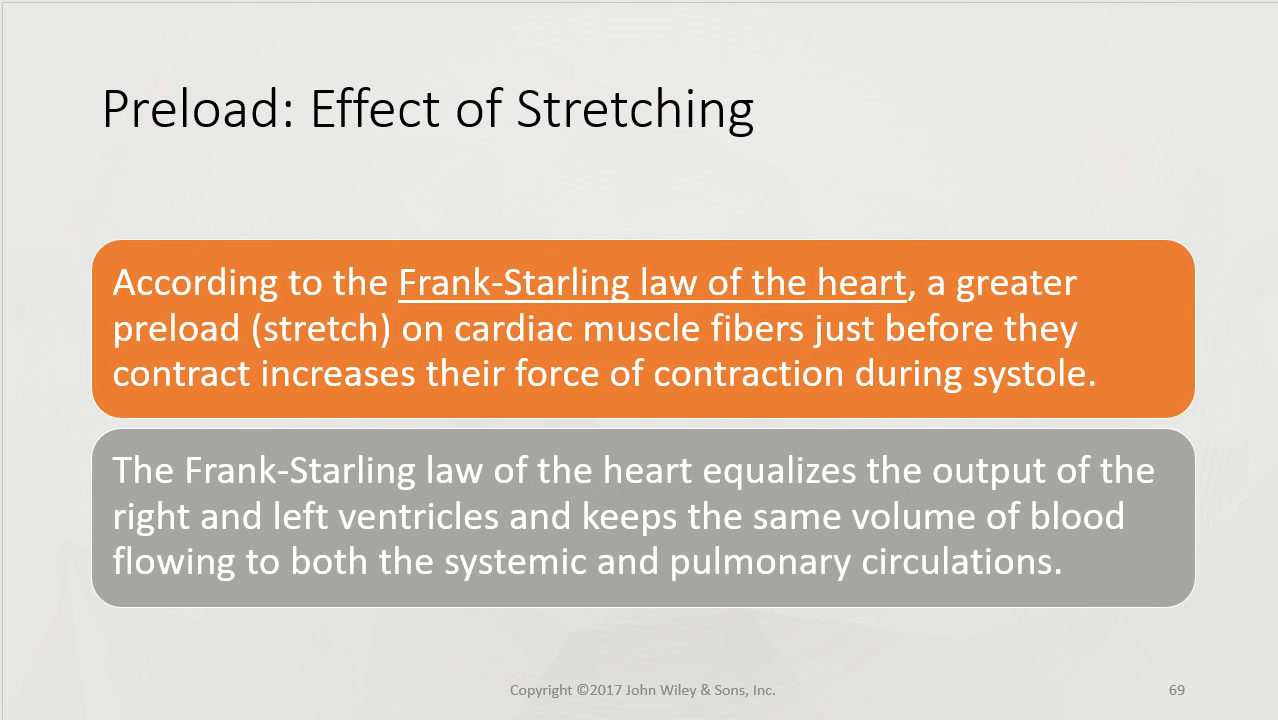 Preload: Effect of Stretching
According to the Frank-Starling law of the heart, a greater
preload (stretch) on cardiac muscle fibers just before they
contract increases their force of contraction during systole.
The Frank-Starling law of the heart equalizes the output of the
right and left ventricles and keeps the same volume of blood
flowing to both the systemic and pulmonary circulations.
Copyright ©2017 John Wiley & Sons, Inc.
69